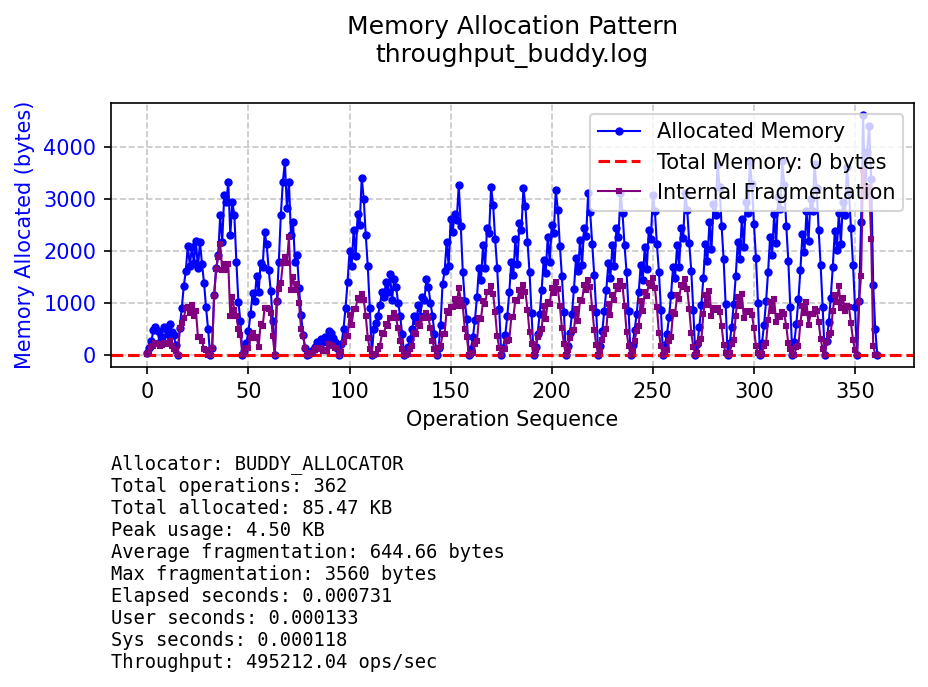 Memory Allocation Pattern
throughput_buddy.log
Memory Allocated (bytes)
4000
3000
2000
1000
0
Allocated Memory
Total Memory: 0 bytes
Internal Fragmentation
0 50 100 150 200 250 300 350
Operation Sequence
Allocator: BUDDY_ALLOCATOR
Total operations: 362
Total allocated: 85.47 KB
Peak usage: 4.50 KB
Average fragmentation: 644.66 bytes
Max fragmentation: 3560 bytes
Elapsed seconds: 0.000731
User seconds: 0.000133
Sys seconds: 0.000118
Throughput: 495212.04 ops/sec